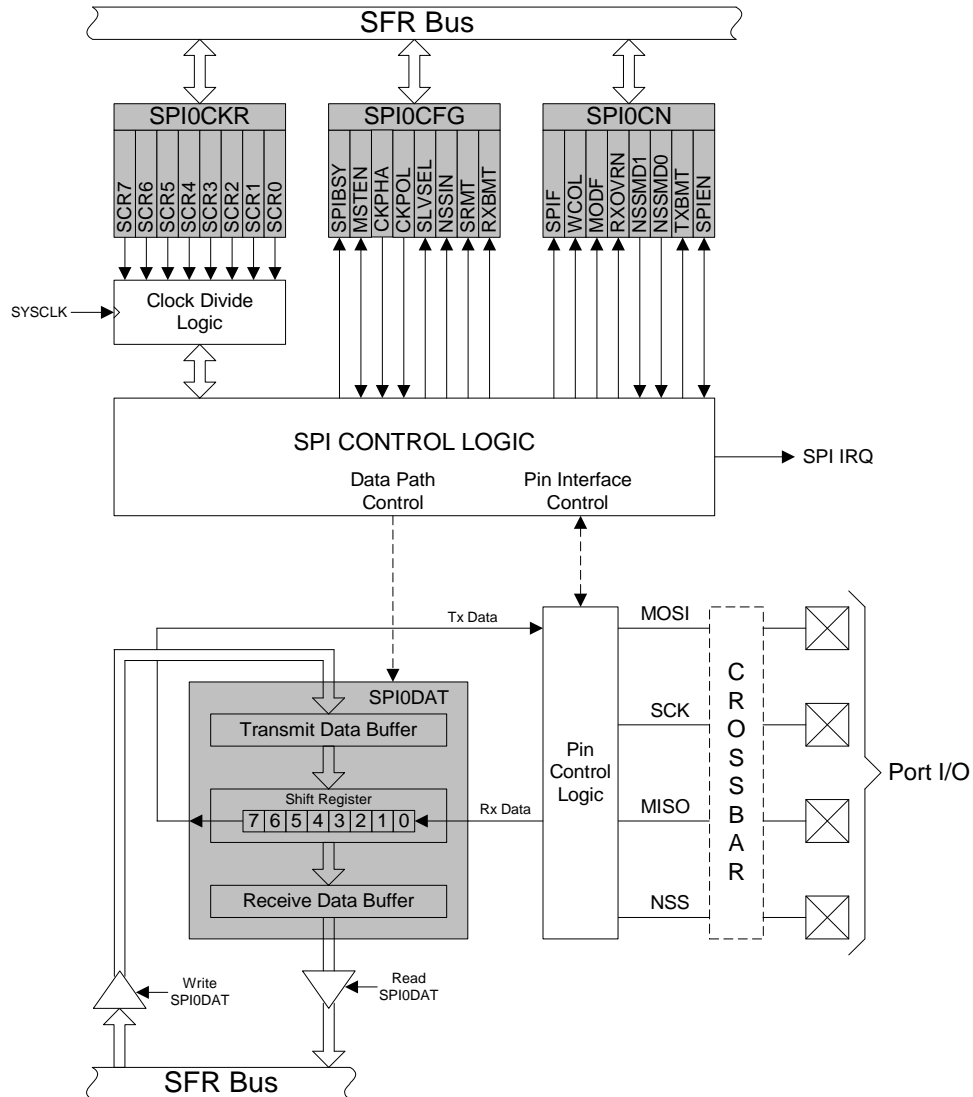 SFR Bus
SPI0CKR
SPI0CFG
SPI0CN
SCR7
SCR6
SCR5
SCR4
SCR3
SCR2
SCR1
SCR0
SPIBSY
MSTEN
CKPHA
CKPOL
SLVSEL
NSSIN
SRMT
RXBMT
SPIF
WCOL
MODF
RXOVRN
NSSMD1
NSSMD0
TXBMT
SPIEN
SYSCLK
Clock Divide
Logic
SPI CONTROL LOGIC
SPI IRQ
Data Path
Control
Pin Interface
Control
Tx Data
MOSI
SPI0DAT
Transmit Data Buffer
SCK
Shift Register
7 6 5 4 3 2 1 0
Rx Data
Pin
Control
Logic
MISO
Receive Data Buffer
NSS
CROSSBAR
Port I/O
Write
SPI0DAT
Read
SPI0DAT
SFR Bus